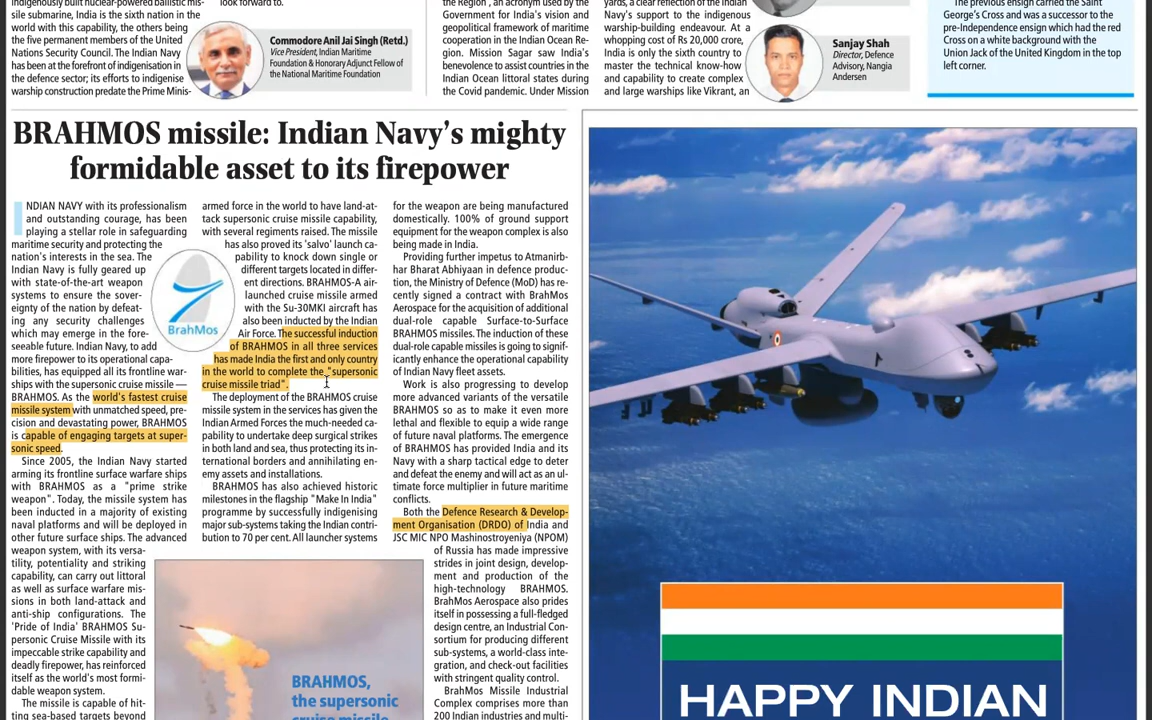 indigenously built nuclear-powered ballistic mis-
sile submarine, India is the sixth nation in the
world with this capability, the others being
the five permanent members of the United
Nations Security Council. The Indian Navy
has been at the forefront of indigenisation in
the defence sector; its efforts to indigenise
warship construction predate the Prime Minis-
look forward to.
Commodore Anil Jai Singh (Retd.)
Vice President, Indian Maritime
Foundation & Honorary Adjunct Fellow of
the National Maritime Foundation
the Region", an acronym used by the
Government for India's vision and
geopolitical framework of maritime
cooperation in the Indian Ocean Re-
gion. Mission Sagar saw India's
benevolence to assist countries in the
Indian Ocean littoral states during
the Covid pandemic. Under Mission
yards, a clear reflection of the Indian
Navy's support to the indigenous
warship-building endeavour. At a
whopping cost of Rs 20,000 crore,
India is only the sixth country to
master the technical know-how
and capability to create complex
and large warships like Vikrant, an
Sanjay Shah
Director, Defence
Advisory, Nangia
Andersen
The previous ensign carried the Saint
George's Cross and was a successor to the
pre-Independence ensign which had the red
Cross on a white background with the
Union Jack of the United Kingdom in the top
left corner.
BRAHMOS missile: Indian Navy's mighty
formidable asset to its firepower
INDIAN NAVY with its professionalism
and outstanding courage, has been
playing a stellar role in safeguarding
maritime security and protecting the
nation's interests in the sea. The
Indian Navy is fully geared up
with state-of-the-art weapon
systems to ensure the sover-
eignty of the nation by defeat-
ing any security challenges
which may emerge in the fore-
seeable future. Indian Navy, to add
more firepower to its operational capa-
bilities, has equipped all its frontline war-
ships with the supersonic cruise missile —
BRAHMOS. As the world's fastest cruise
missile system with unmatched speed, pre-
cision and devastating power, BRAHMOS
is capable of engaging targets at super-
sonic speed.
Since 2005, the Indian Navy started
arming its frontline surface warfare ships
with BRAHMOS as a "prime strike
weapon". Today, the missile system has
been inducted in a majority of existing
naval platforms and will be deployed in
other future surface ships. The advanced
weapon system, with its versa-
tility, potentiality and striking
capability, can carry out littoral
as well as surface warfare mis-
sions in both land-attack and
anti-ship configurations. The
'Pride of India' BRAHMOS Su-
personic Cruise Missile with its
impeccable strike capability and
deadly firepower, has reinforced
itself as the world's most formi-
dable weapon system.
The missile is capable of hit-
ting sea-based targets beyond
BrahMos
armed force in the world to have land-at-
tack supersonic cruise missile capability,
with several regiments raised. The missile
has also proved its 'salvo' launch ca-
pability to knock down single or
different targets located in differ-
ent directions. BRAHMOS-A air-
launched cruise missile armed
with the Su-30MKI aircraft has
also been inducted by the Indian
Air Force. The successful induction
of BRAHMOS in all three services
has made India the first and only country
in the world to complete the "supersonic
cruise missile triad".
The deployment of the BRAHMOS cruise
missile system in the services has given the
Indian Armed Forces the much-needed ca-
pability to undertake deep surgical strikes
in both land and sea, thus protecting its in-
ternational borders and annihilating en-
emy assets and installations.
BRAHMOS has also achieved historic
milestones in the flagship "Make In India"
programme by successfully indigenising
major sub-systems taking the Indian contri-
bution to 70 per cent. All launcher systems
BRAHMOS,
the supersonic
cruise missile
for the weapon are being manufactured
domestically. 100% of ground support
equipment for the weapon complex is also
being made in India.
Providing further impetus to Atmanirb-
har Bharat Abhiyaan in defence produc-
tion, the Ministry of Defence (MoD) has re-
cently signed a contract with BrahMos
Aerospace for the acquisition of additional
dual-role capable Surface-to-Surface
BRAHMOS missiles. The induction of these
dual-role capable missiles is going to signif-
icantly enhance the operational capability
of Indian Navy fleet assets.
Work is also progressing to develop
more advanced variants of the versatile
BRAHMOS so as to make it even more
lethal and flexible to equip a wide range
of future naval platforms. The emergence
of BRAHMOS has provided India and its
Navy with a sharp tactical edge to deter
and defeat the enemy and will act as an ul-
timate force multiplier in future maritime
conflicts.
Both the Defence Research & Develop-
ment Organisation (DRDO) of India and
JSC MIC NPO Mashinostroyeniya (NPOM)
of Russia has made impressive
strides in joint design, develop-
ment and production of the
high-technology BRAHMOS.
BrahMos Aerospace also prides
itself in possessing a full-fledged
design centre, an Industrial Con-
sortium for producing different
sub-systems, a world-class inte-
gration, and check-out facilities
with stringent quality control.
BrahMos Missile Industrial
Complex comprises more than
200 Indian industries and multi-
HAPPY INDIAN